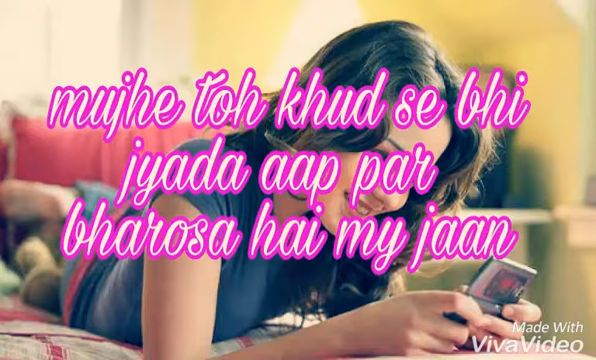 mujhe toh khud se bhi
jyada aap par
bharosa hai my jaan
Made With
VivaVideo